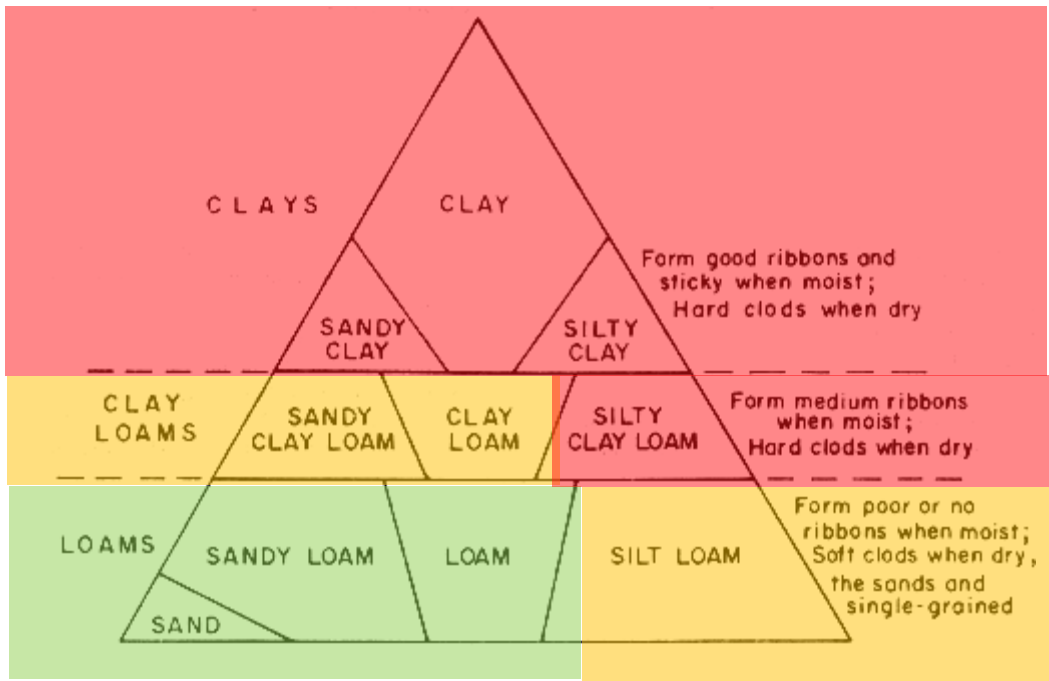 CLAYS
CLAY
Form good ribbons and
sticky when moist;
Hard clods when dry
SANDY
CLAY
SILTY
CLAY
CLAY
LOAMS
SANDY
CLAY LOAM
CLAY
LOAM
SILTY
CLAY LOAM
Form medium ribbons
when moist;
Hard clods when dry
LOAMS
SANDY LOAM
LOAM
SILT LOAM
Form poor or no
ribbons when moist;
Soft clods when dry,
the sands and
single-grained
SAND